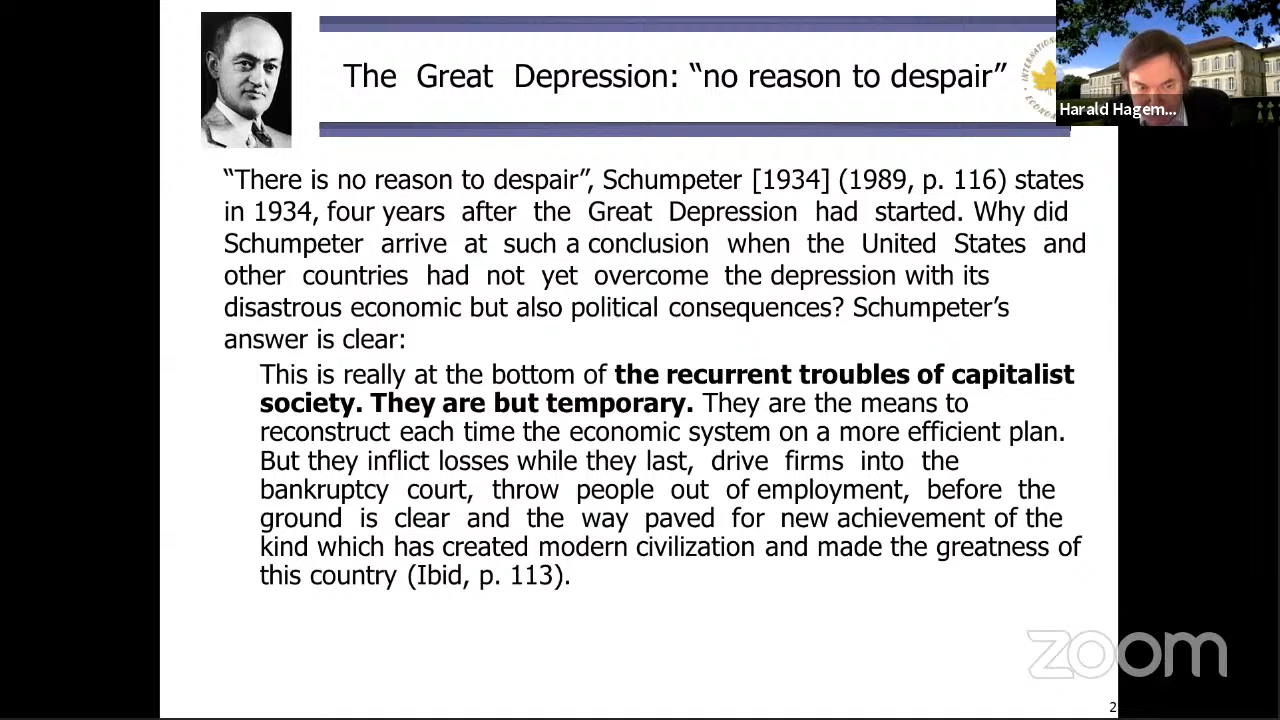 The Great Depression: “no reason to despair”
INTERNATIONAL
ECONOM
Harald Hagem...
“There is no reason to despair”, Schumpeter [1934] (1989, p. 116) states
in 1934, four years after the Great Depression had started. Why did
Schumpeter arrive at such a conclusion when the United States and
other countries had not yet overcome the depression with its
disastrous economic but also political consequences? Schumpeter’s
answer is clear:
This is really at the bottom of the recurrent troubles of capitalist
society. They are but temporary. They are the means to
reconstruct each time the economic system on a more efficient plan.
But they inflict losses while they last, drive firms into the
bankruptcy court, throw people out of employment, before the
ground is clear and the way paved for new achievement of the
kind which has created modern civilization and made the greatness of
this country (Ibid, p. 113).
zoom
2